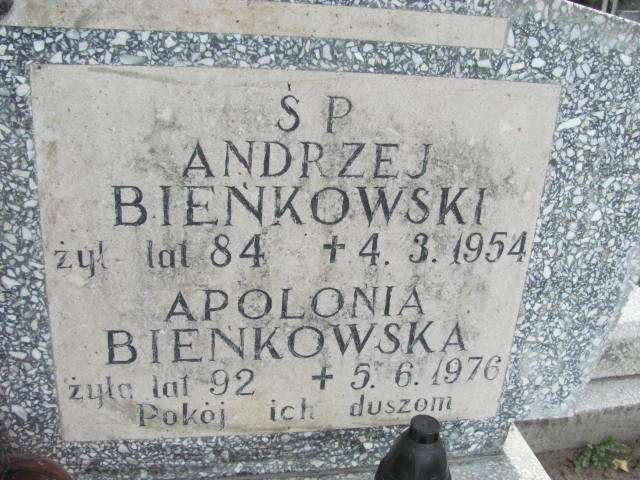 Ś P
ANDRZEJ
BIEŃKOWSKI
żył lat 84 ✝ 4. 3. 1954
APOLONIA
BIEŃKOWSKA
żyła lat 92 ✝ 5. 6. 1976
Pokój ich duszom